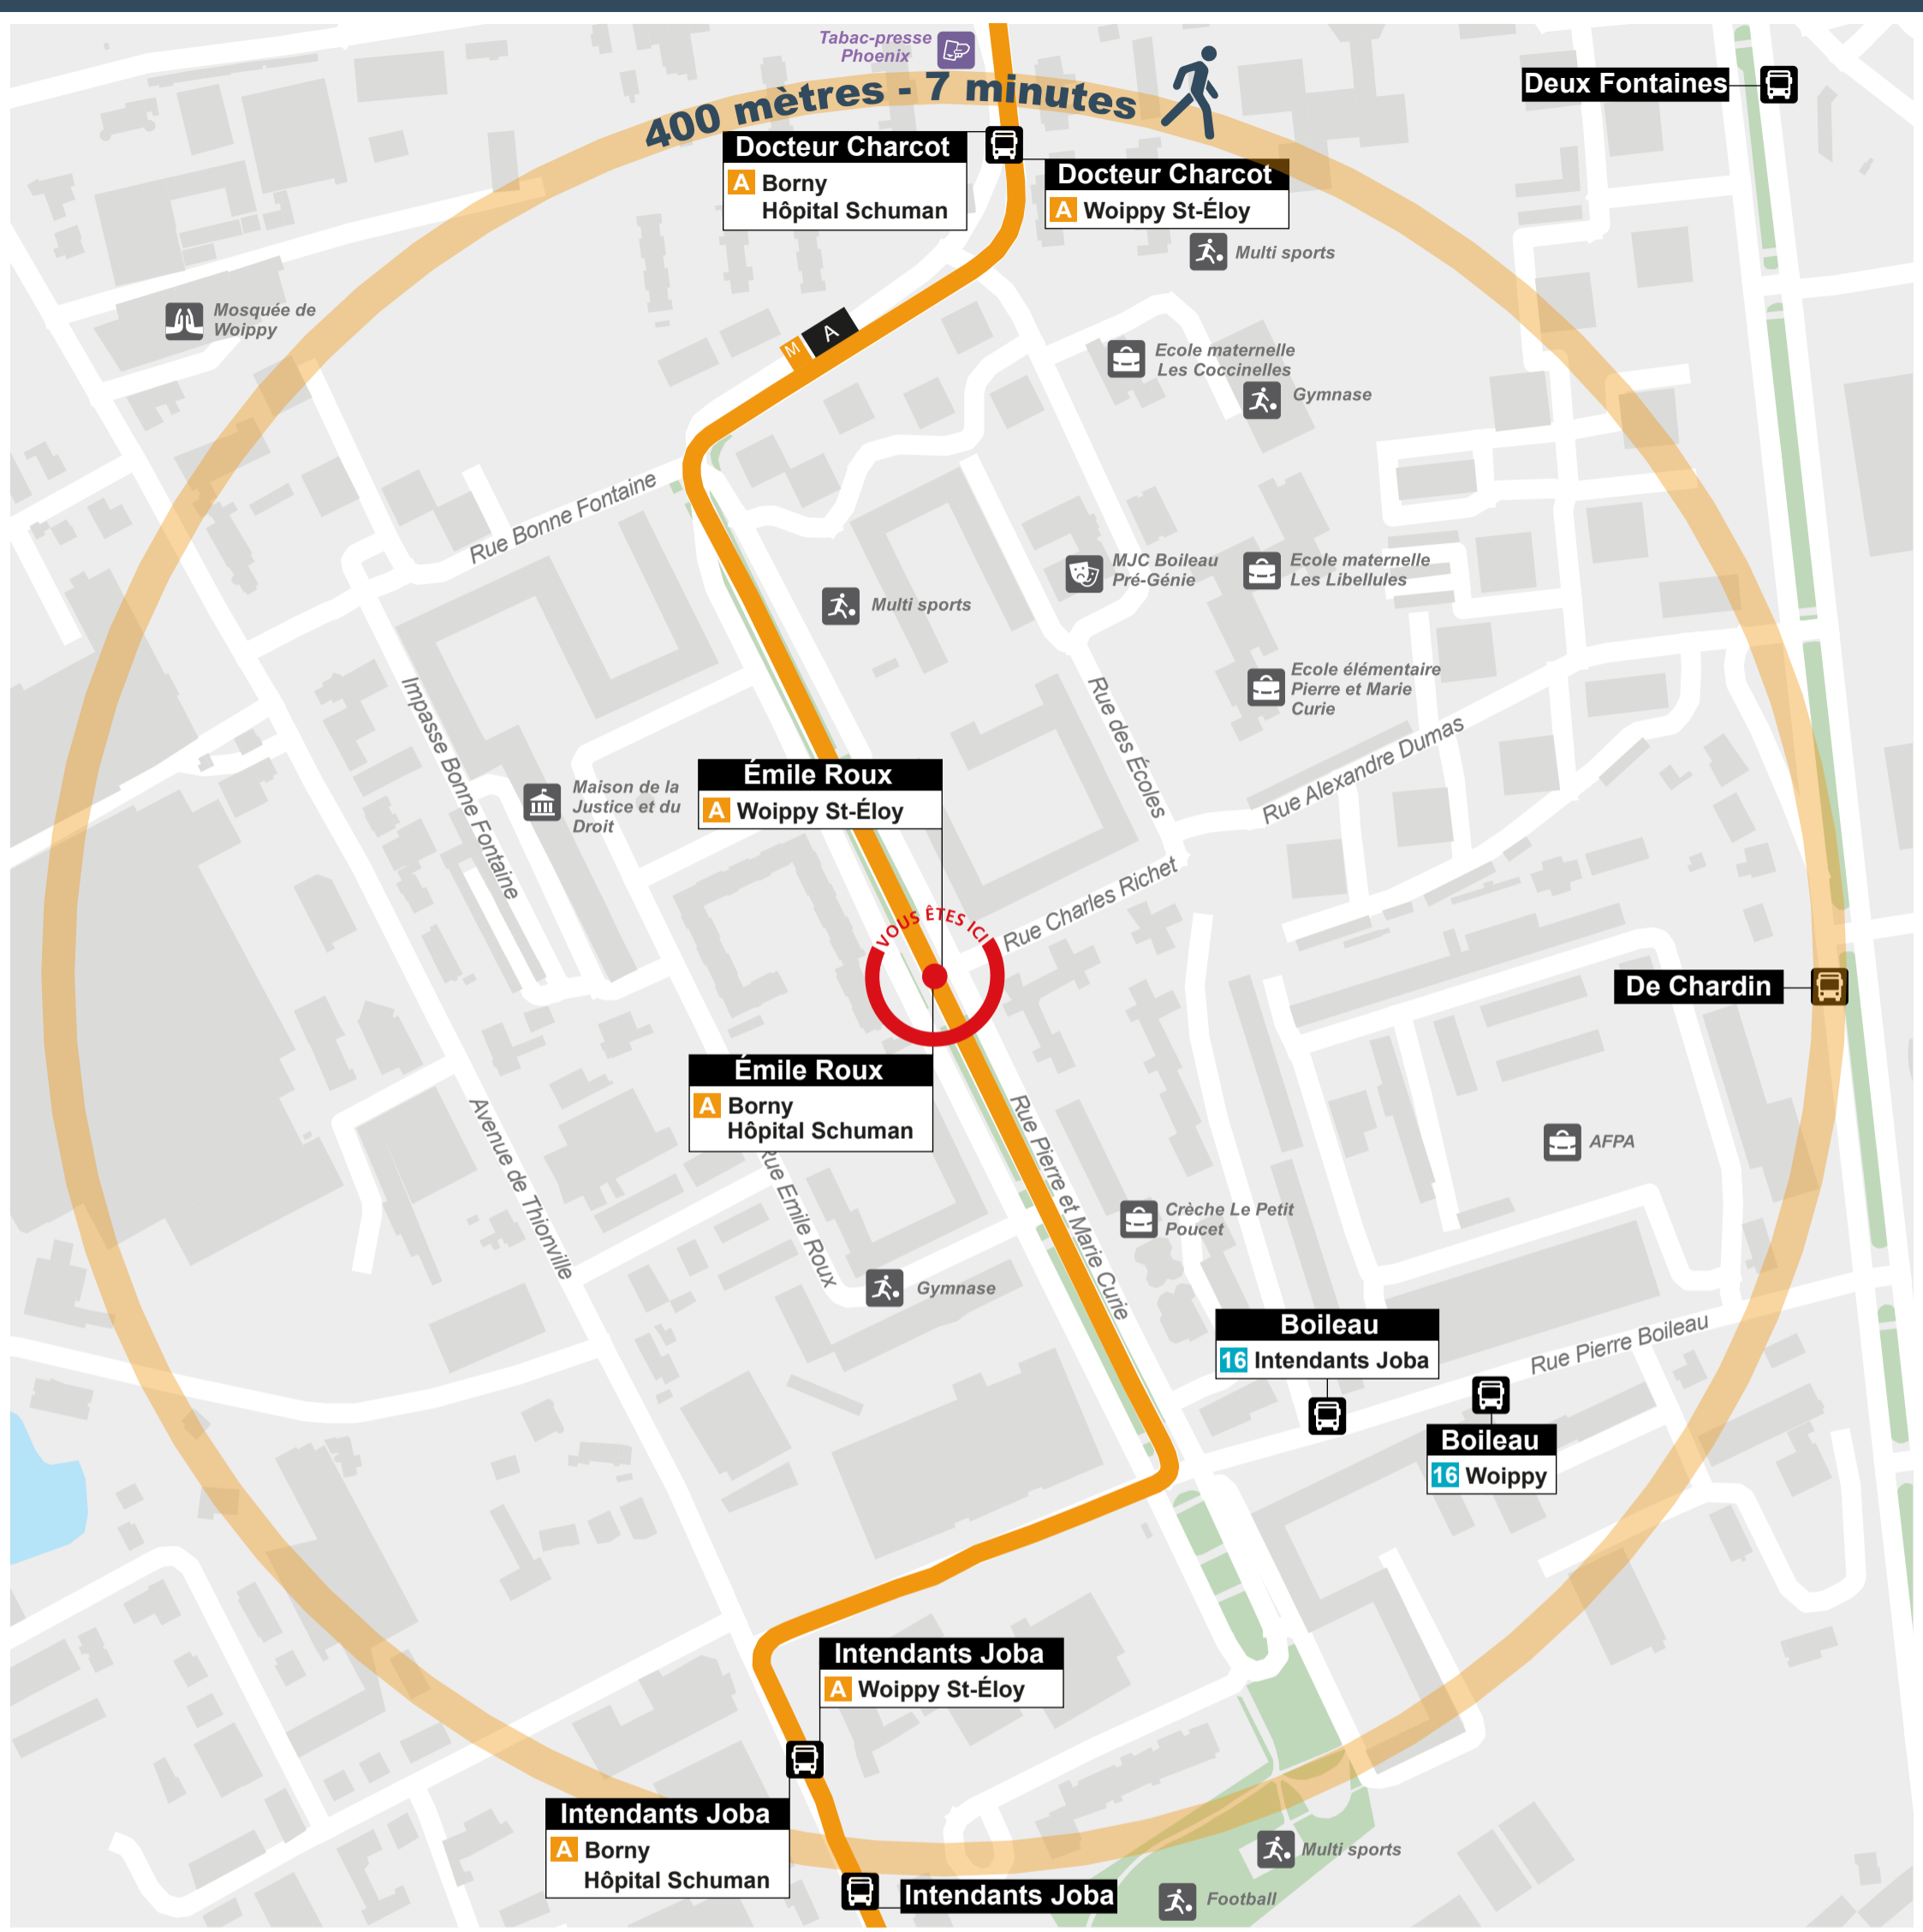 Tabac-presse
Phoenix
400 mètres - 7 minutes
Deux Fontaines
Docteur Charcot
A Borny
Hôpital Schuman
Docteur Charcot
A Woippy St-Éloy
Multi sports
Mosquée de
Woippy
M A
Ecole maternelle
Les Coccinelles
Gymnase
Rue Bonne Fontaine
MJC Boileau
Pré-Génie
Ecole maternelle
Les Libellules
Multi sports
Ecole élémentaire
Pierre et Marie
Curie
Impasse Bonne Fontaine
Rue des Écoles
Rue Alexandre Dumas
Émile Roux
A Woippy St-Éloy
Maison de la
Justice et du
Droit
Rue Charles Richet
VOUS ÊTES ICI
De Chardin
Émile Roux
A Borny
Hôpital Schuman
Avenue de Thionville
Rue Emile Roux
Rue Pierre et Marie Curie
AFPA
Crèche Le Petit
Poucet
Gymnase
Boileau
16 Intendants Joba
Rue Pierre Boileau
Boileau
16 Woippy
Intendants Joba
A Woippy St-Éloy
Intendants Joba
A Borny
Hôpital Schuman
Multi sports
Intendants Joba
Football